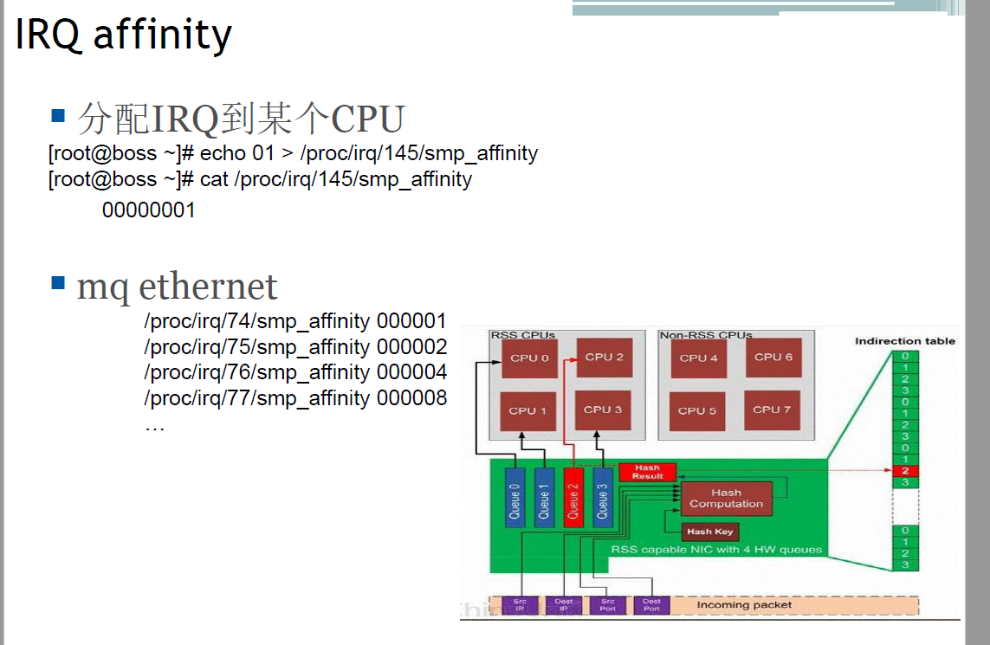 IRQ affinity
分配IRQ到某个CPU
[root@boss ~]# echo 01 > /proc/irq/145/smp_affinity
[root@boss ~]# cat /proc/irq/145/smp_affinity
00000001
mq ethernet
/proc/irq/74/smp_affinity 000001
/proc/irq/75/smp_affinity 000002
/proc/irq/76/smp_affinity 000004
/proc/irq/77/smp_affinity 000008
…
RSS CPUs
CPU 0
CPU 2
CPU 1
CPU 3
Non-RSS CPUs
CPU 4
CPU 6
CPU 5
CPU 7
Indirection table
0
1
2
3
0
1
2
3
0
1
2
3
0
1
2
3
Queue 0
Queue 1
Queue 2
Queue 3
Hash
Result
Hash
Computation
Hash Key
RSS capable NIC with 4 HW queues
Src
IP
Dest
IP
Src
Port
Dest
Port
Incoming packet